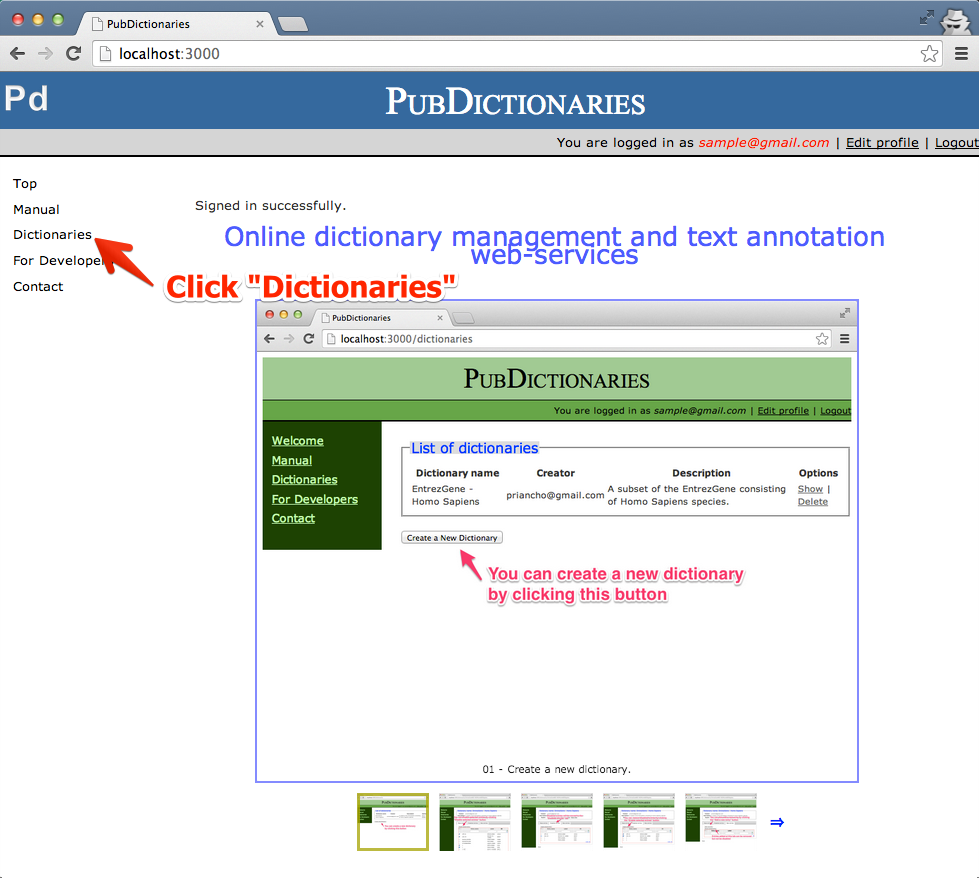 PubDictionaries
localhost:3000
Pd
PUBDICTIONARIES
You are logged in as sample@gmail.com | Edit profile | Logout
Top
Manual
Dictionaries
For Developer
Contact
Signed in successfully.
Online dictionary management and text annotation
web-services
Click "Dictionaries"
PubDictionaries
localhost:3000/dictionaries
PUBDICTIONARIES
You are logged in as sample@gmail.com | Edit profile | Logout
Welcome
Manual
Dictionaries
For Developers
Contact
List of dictionaries
Dictionary name Creator Description Options
EntrezGene - Homo Sapiens priancho@gmail.com A subset of the EntrezGene consisting of Homo Sapiens species. Show | Delete
Create a New Dictionary
You can create a new dictionary
by clicking this button
01 - Create a new dictionary.
⇒